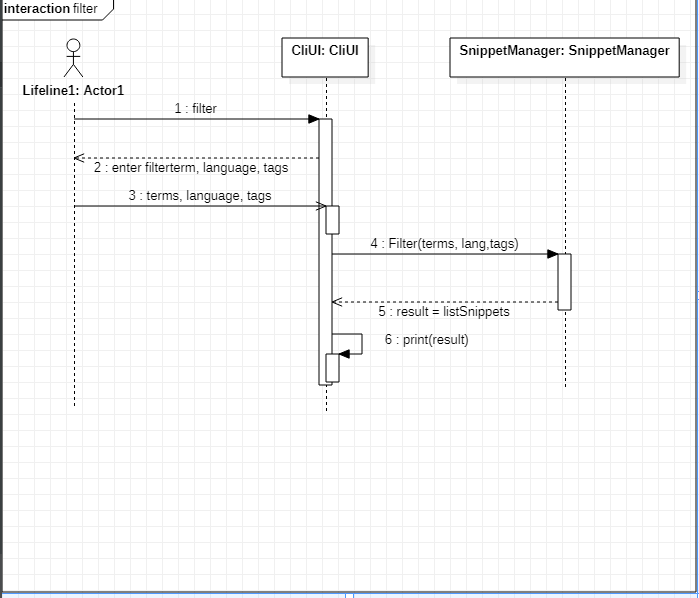 interaction filter
CliUI: CliUI
SnippetManager: SnippetManager
Lifeline1: Actor1
1 : filter
2 : enter filterterm, language, tags
3 : terms, language, tags
4 : Filter(terms, lang,tags)
5 : result = listSnippets
6 : print(result)